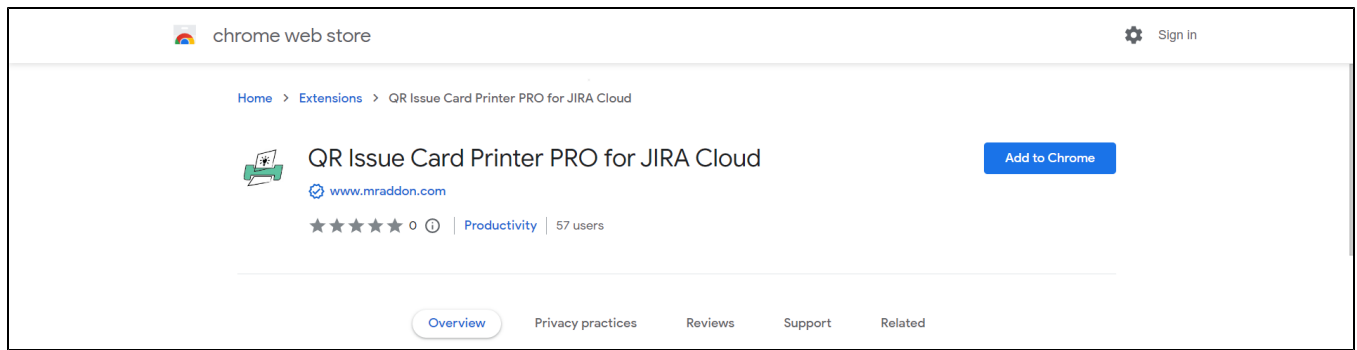 chrome web store
Sign in
Home > Extensions > QR Issue Card Printer PRO for JIRA Cloud
QR Issue Card Printer PRO for JIRA Cloud
Add to Chrome
www.mraddon.com
0 Productivity 57 users
Overview Privacy practices Reviews Support Related